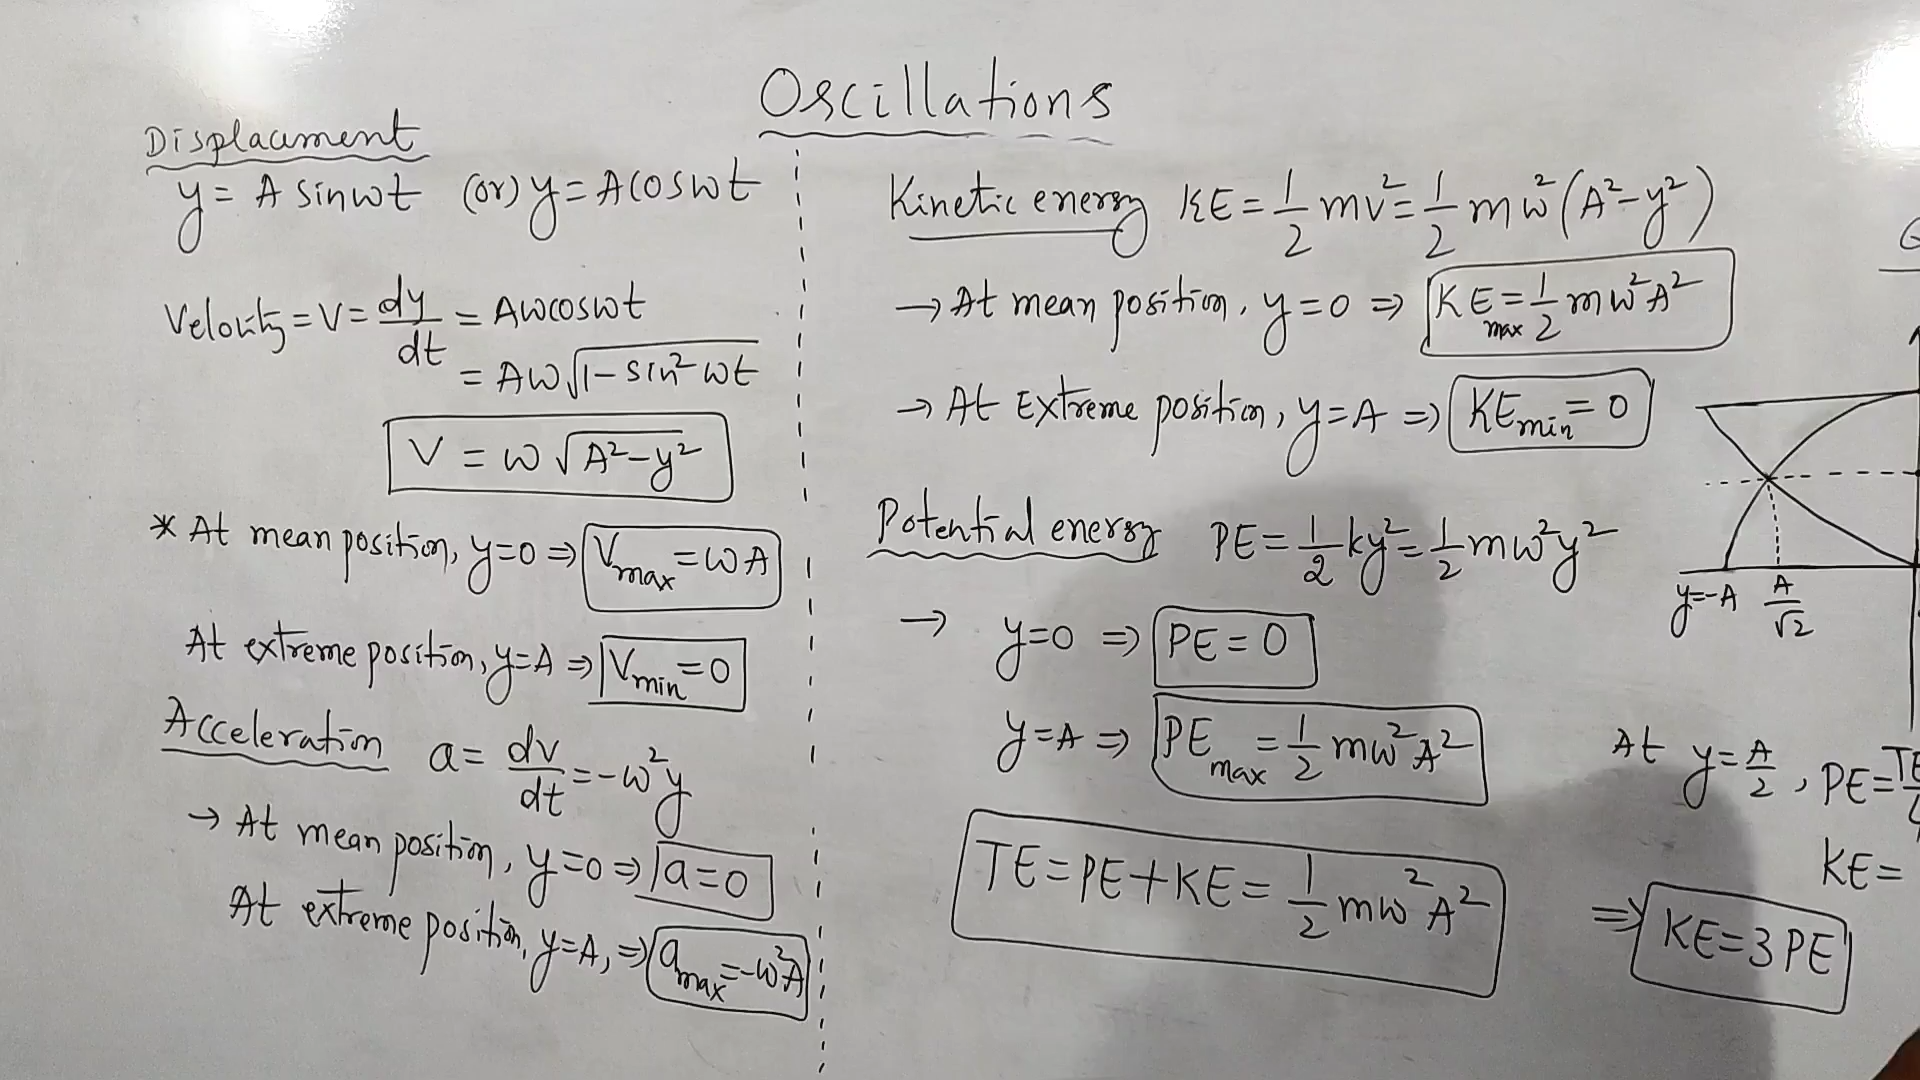 Oscillations
Displacement
y = A sinωt (or) y = A cosωt
Velocity = V = dy/dt = Aωcosωt
= Aω√(1-sin²ωt)
V = ω√(A²-y²)
* At mean position, y=0 ⇒ Vmax = ωA
At extreme position, y=A ⇒ Vmin = 0
Acceleration a = dv/dt = -ω²y
→ At mean position, y=0 ⇒ a=0
At extreme position, y=A, ⇒ amax = -ω²A
Kinetic energy KE = 1/2 mv² = 1/2 mω²(A²-y²)
→ At mean position, y=0 ⇒ KEmax = 1/2 mω²A²
→ At Extreme position, y=A ⇒ KEmin = 0
Potential energy PE = 1/2 ky² = 1/2 mω²y²
→ y=0 ⇒ PE = 0
y=A ⇒ PEmax = 1/2 mω²A²
TE = PE + KE = 1/2 mω²A²
y=-A A/√2
At y = A/2, PE =
KE =
⇒ KE = 3 PE